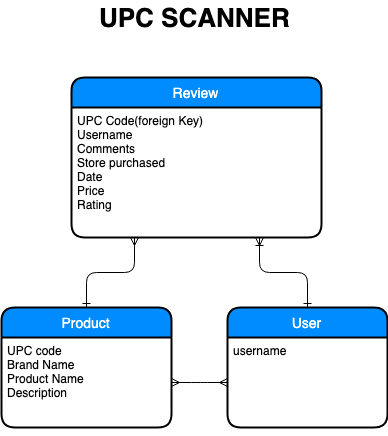 UPC SCANNER
Review
UPC Code(foreign Key)
Username
Comments
Store purchased
Date
Price
Rating
Product
UPC code
Brand Name
Product Name
Description
User
username